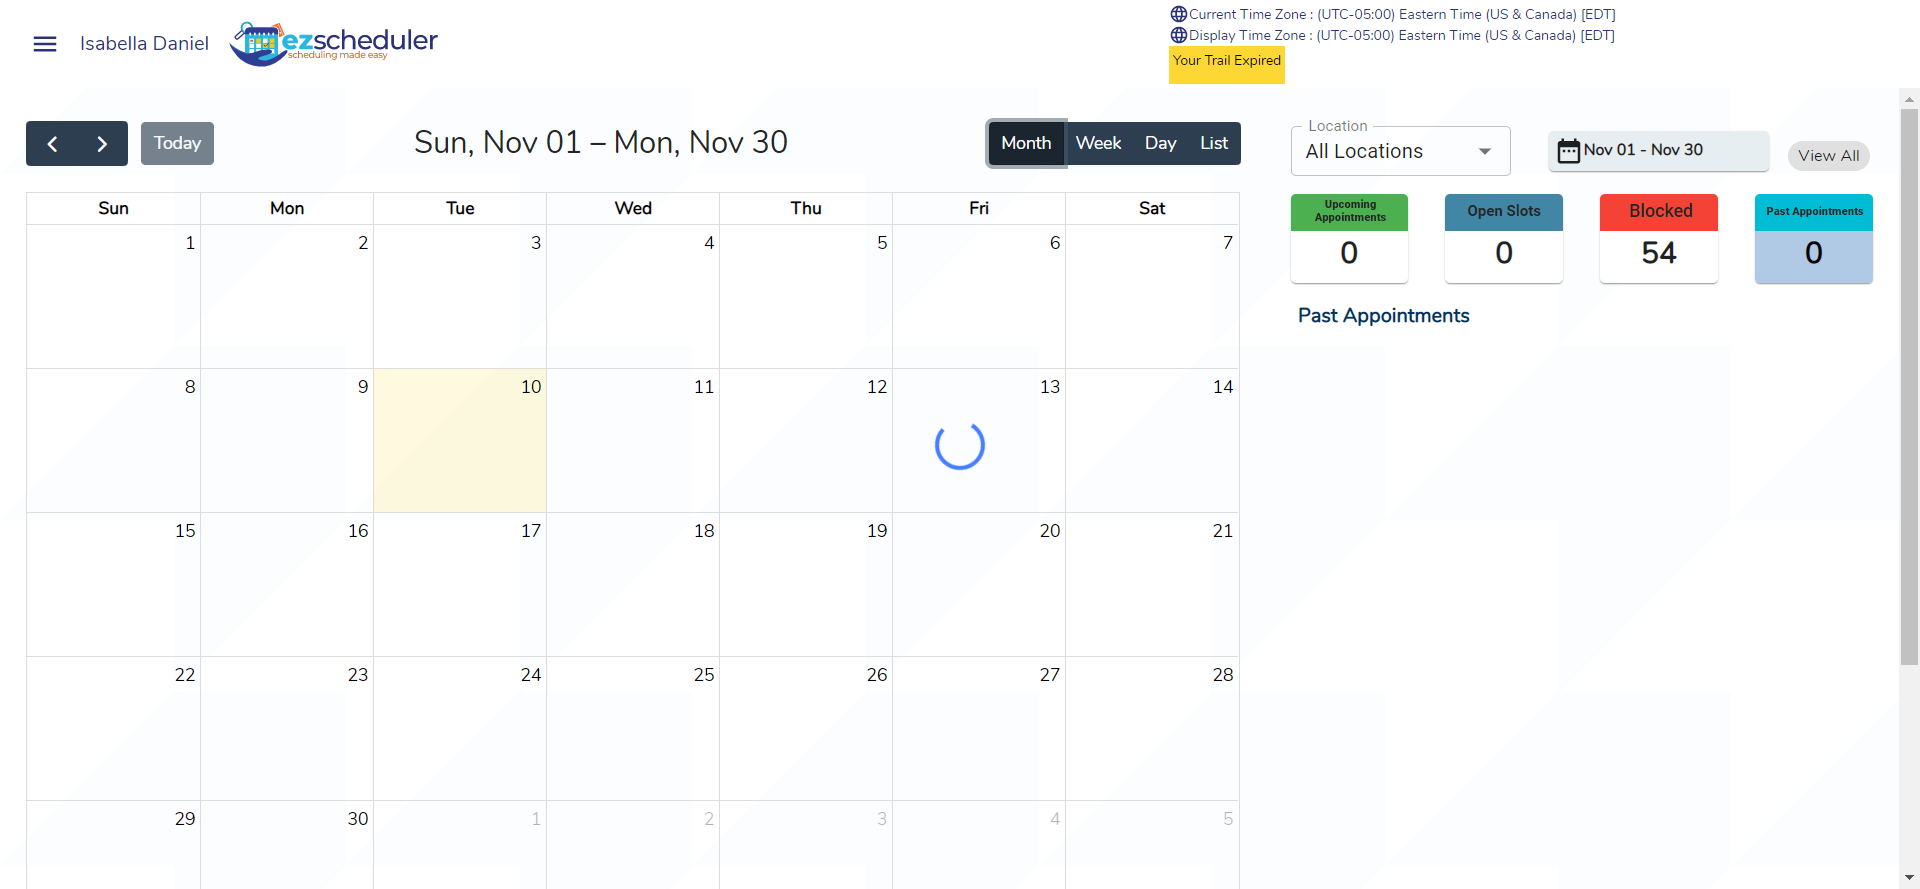 Isabella Daniel
ezscheduler
scheduling made easy
Current Time Zone : (UTC-05:00) Eastern Time (US & Canada) [EDT]
Display Time Zone : (UTC-05:00) Eastern Time (US & Canada) [EDT]
Your Trail Expired
Today
Sun, Nov 01 – Mon, Nov 30
Month Week Day List
Location
All Locations
Nov 01 - Nov 30
View All
Upcoming
Appointments
0
Open Slots
0
Blocked
54
Past Appointments
0
Past Appointments
Sun Mon Tue Wed Thu Fri Sat
1 2 3 4 5 6 7
8 9 10 11 12 13 14
15 16 17 18 19 20 21
22 23 24 25 26 27 28
29 30 1 2 3 4 5